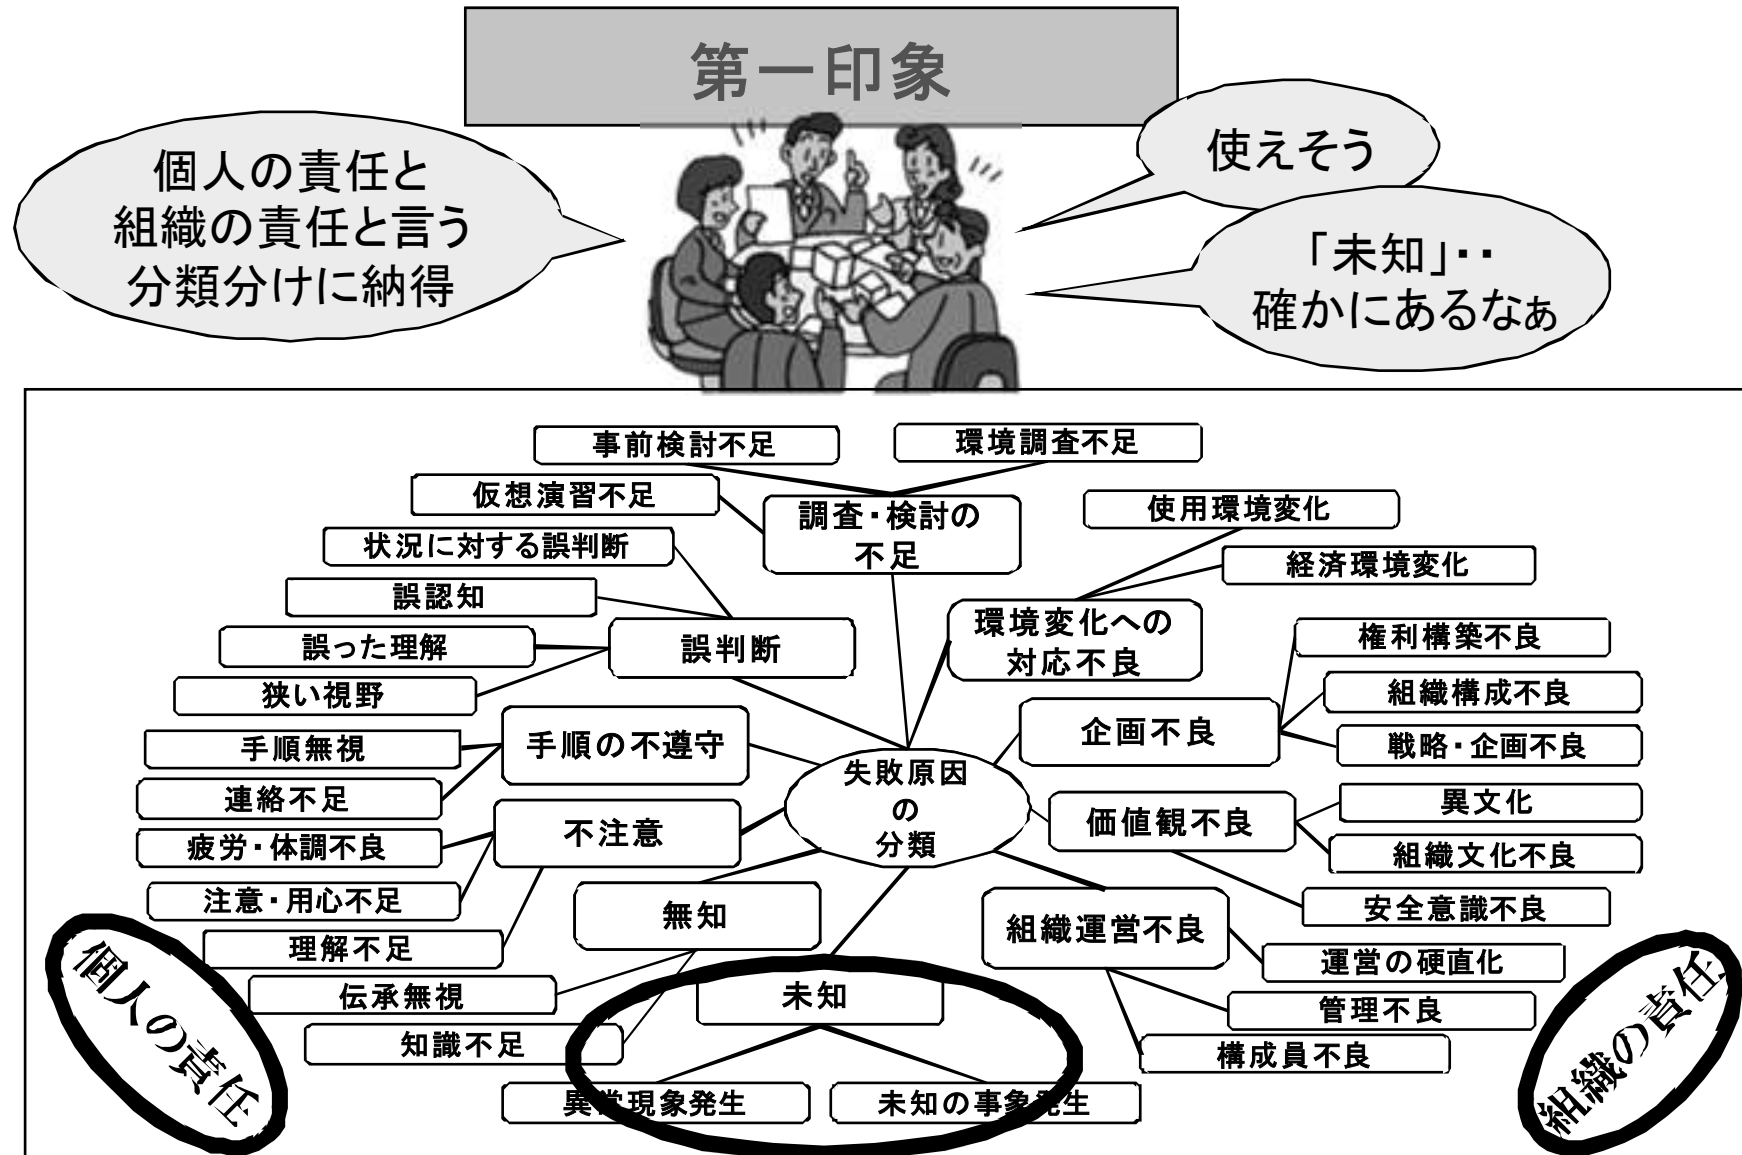 第一印象
個人の責任と
組織の責任と言う
分類分けに納得
使えそう
「未知」・・
確かにあるなぁ
事前検討不足
環境調査不足
仮想演習不足
調査・検討の
不足
使用環境変化
状況に対する誤判断
経済環境変化
誤認知
環境変化への
対応不良
誤った理解
誤判断
権利構築不良
狭い視野
組織構成不良
手順無視
手順の不遵守
企画不良
戦略・企画不良
連絡不足
失敗原因
の
分類
異文化
疲労・体調不良
不注意
価値観不良
組織文化不良
注意・用心不足
無知
組織運営不良
安全意識不良
理解不足
運営の硬直化
伝承無視
未知
管理不良
知識不足
構成員不良
異常現象発生
未知の事象発生
個人の責任
組織の責任